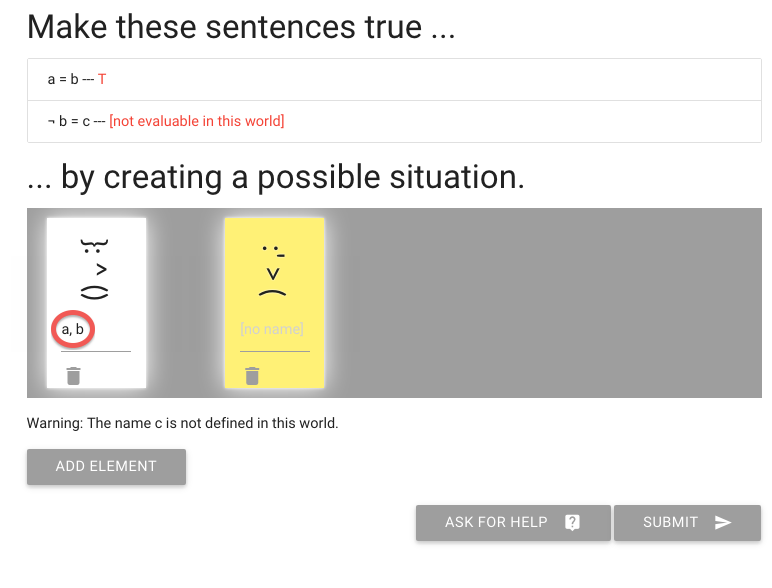 Make these sentences true ...
a = b --- T
¬ b = c --- [not evaluable in this world]
... by creating a possible situation.
a, b
[no name]
Warning: The name c is not defined in this world.
ADD ELEMENT
ASK FOR HELP
SUBMIT